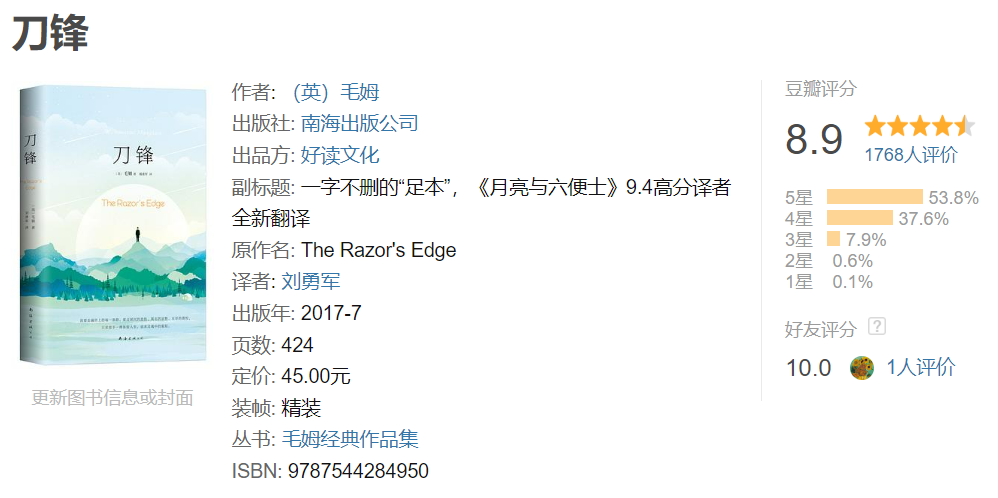 刀锋
刀锋
刀锋
The Razor's Edge
The Razor's Edge
更新图书信息或封面
作者: （英）毛姆
出版社: 南海出版公司
出品方: 好读文化
副标题: 一字不删的“足本”，《月亮与六便士》9.4高分译者
全新翻译
原作名: The Razor's Edge
译者: 刘勇军
出版年: 2017-7
页数: 424
定价: 45.00元
装帧: 精装
丛书: 毛姆经典作品集
ISBN: 9787544284950
豆瓣评分
8.9
1768人评价
5星 53.8%
4星 37.6%
3星 7.9%
2星 0.6%
1星 0.1%
好友评分 ?
10.0 1人评价